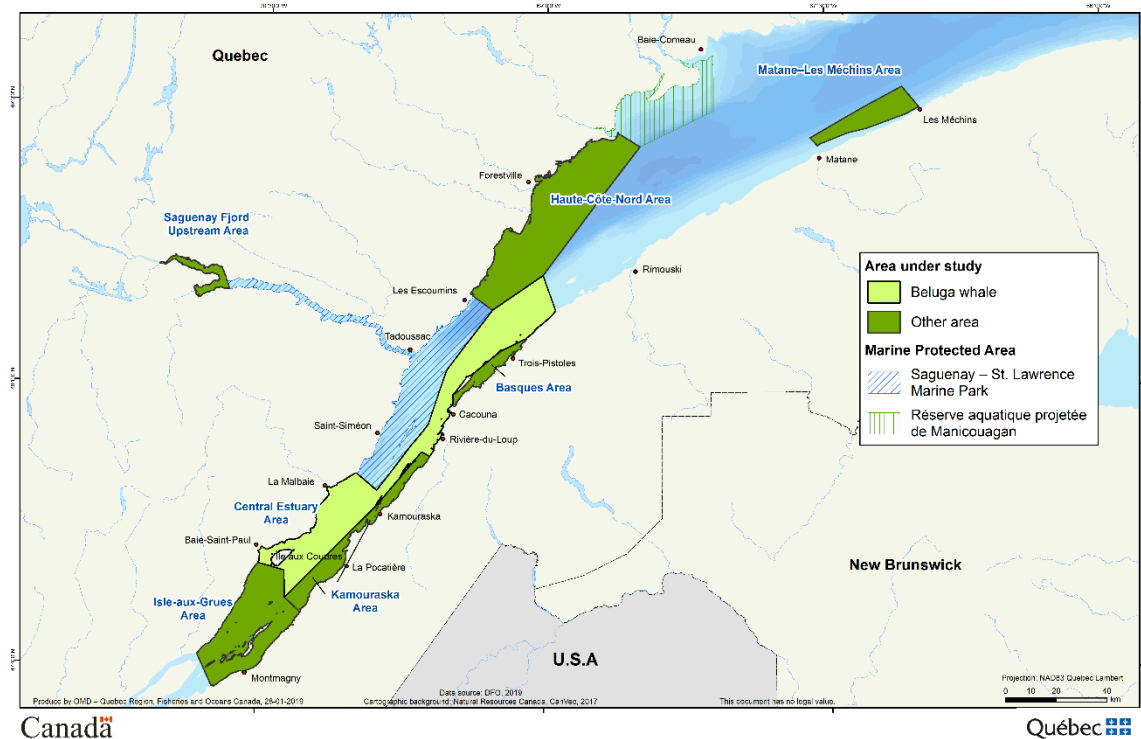 Quebec
Baie-Comeau
Matane–Les Méchins Area
Les Méchins
Matane
Forestville
Haute-Côte-Nord Area
Saguenay Fjord
Upstream Area
Rimouski
Les Escoumins
Tadoussac
Trois-Pistoles
Basques Area
Cacouna
Saint-Siméon
Rivière-du-Loup
La Malbaie
Central Estuary
Area
Kamouraska
Baie-Saint-Paul
Ile aux Coudres
La Pocatière
Kamouraska
Area
Isle-aux-Grues
Area
Montmagny
New Brunswick
U.S.A
Area under study
Beluga whale
Other area
Marine Protected Area
Saguenay – St. Lawrence
Marine Park
Réserve aquatique projetée
de Manicouagan
Projection: NAD83 Quebec Lambert
0 10 20 40
km
Produce by OMD – Quebec Region, Fisheries and Oceans Canada, 28-01-2019
Data source: DFO, 2019
Cartographic background: Natural Resources Canada, CanVec, 2017
This document has no legal value.
Canada
Québec